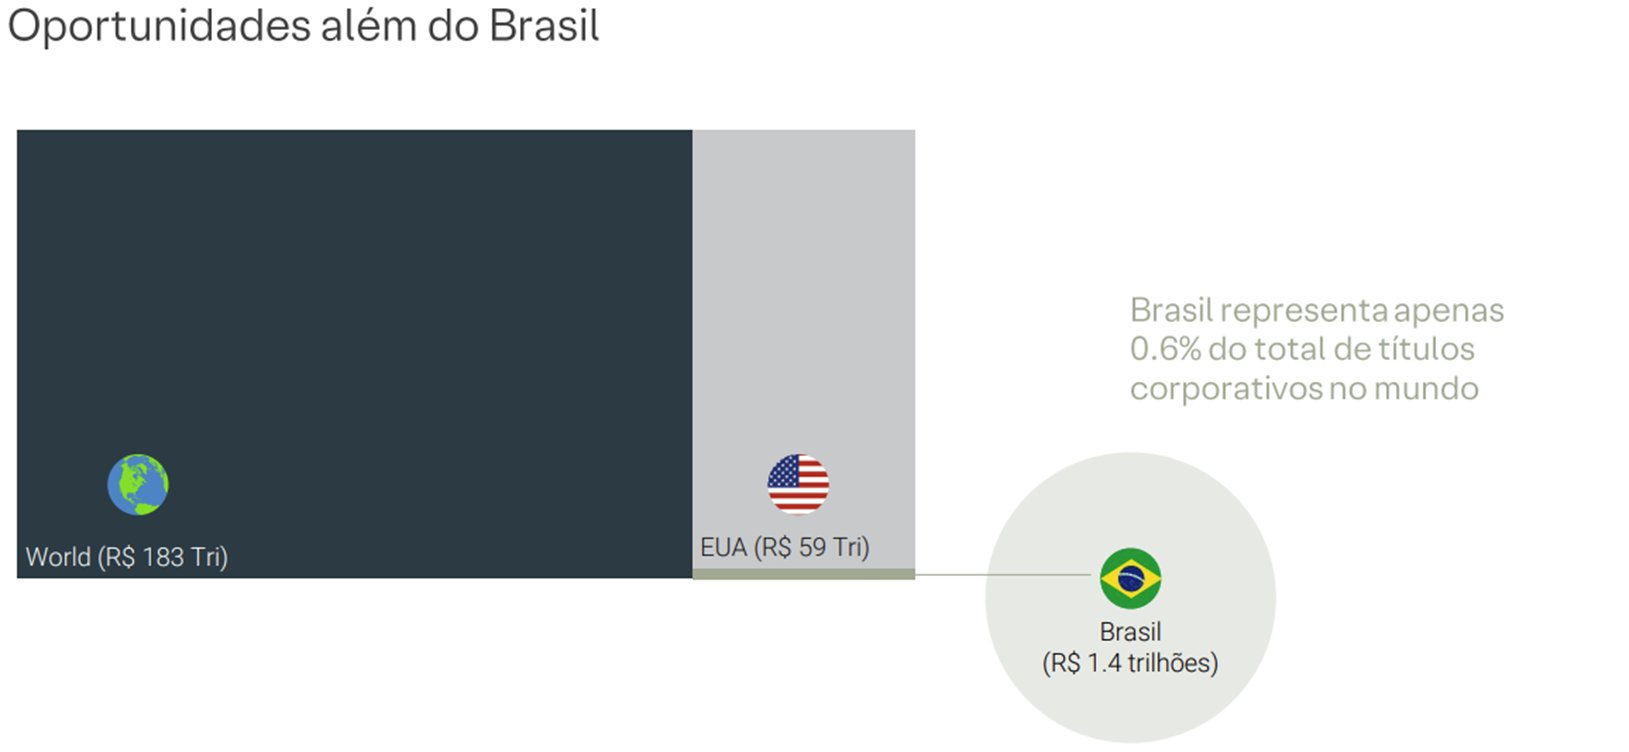 Oportunidades além do Brasil
World (R$ 183 Tri)
EUA (R$ 59 Tri)
Brasil representa apenas
0.6% do total de títulos
corporativos no mundo
Brasil
(R$ 1.4 trilhões)